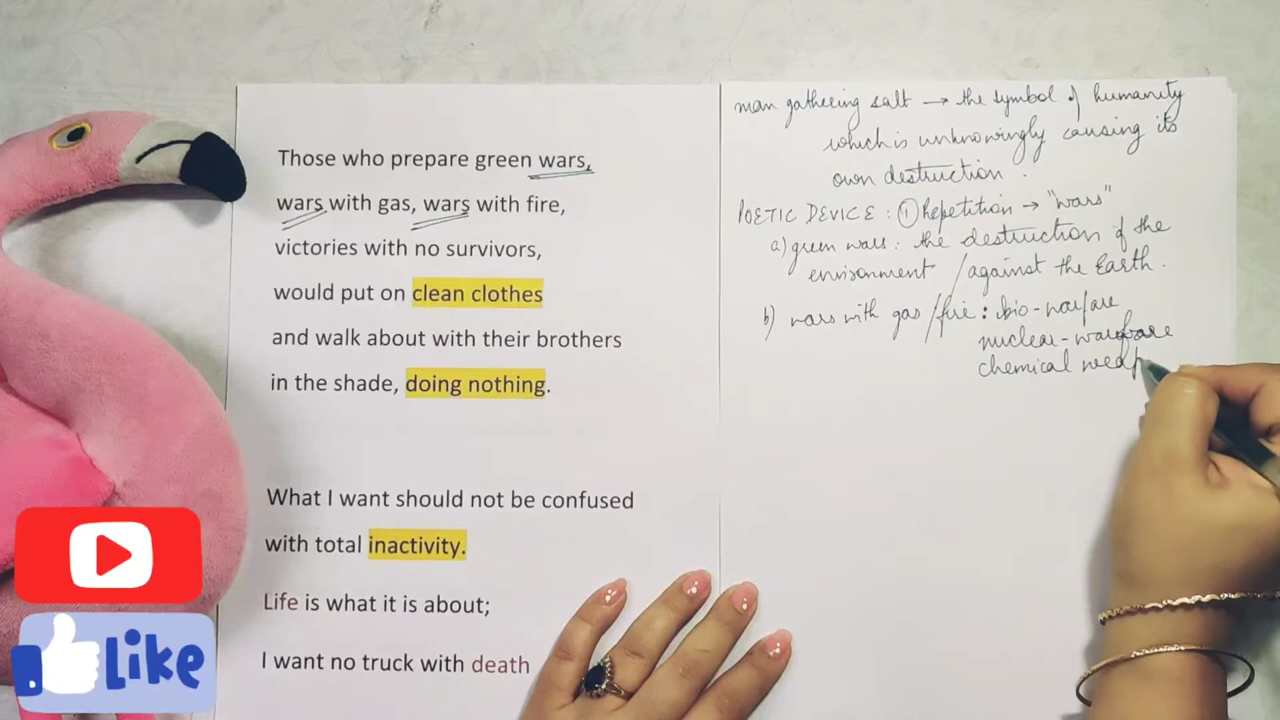 Those who prepare green wars,
wars with gas, wars with fire,
victories with no survivors,
would put on clean clothes
and walk about with their brothers
in the shade, doing nothing.
What I want should not be confused
with total inactivity.
Life is what it is about;
I want no truck with death
man gathering salt → the symbol of humanity
which is unknowingly causing its
own destruction.
POETIC DEVICE: ① Repetition → "wars"
a) green wars: the destruction of the
environment / against the Earth.
b) wars with gas / fire: bio-warfare
nuclear-warfare
chemical weap
Like